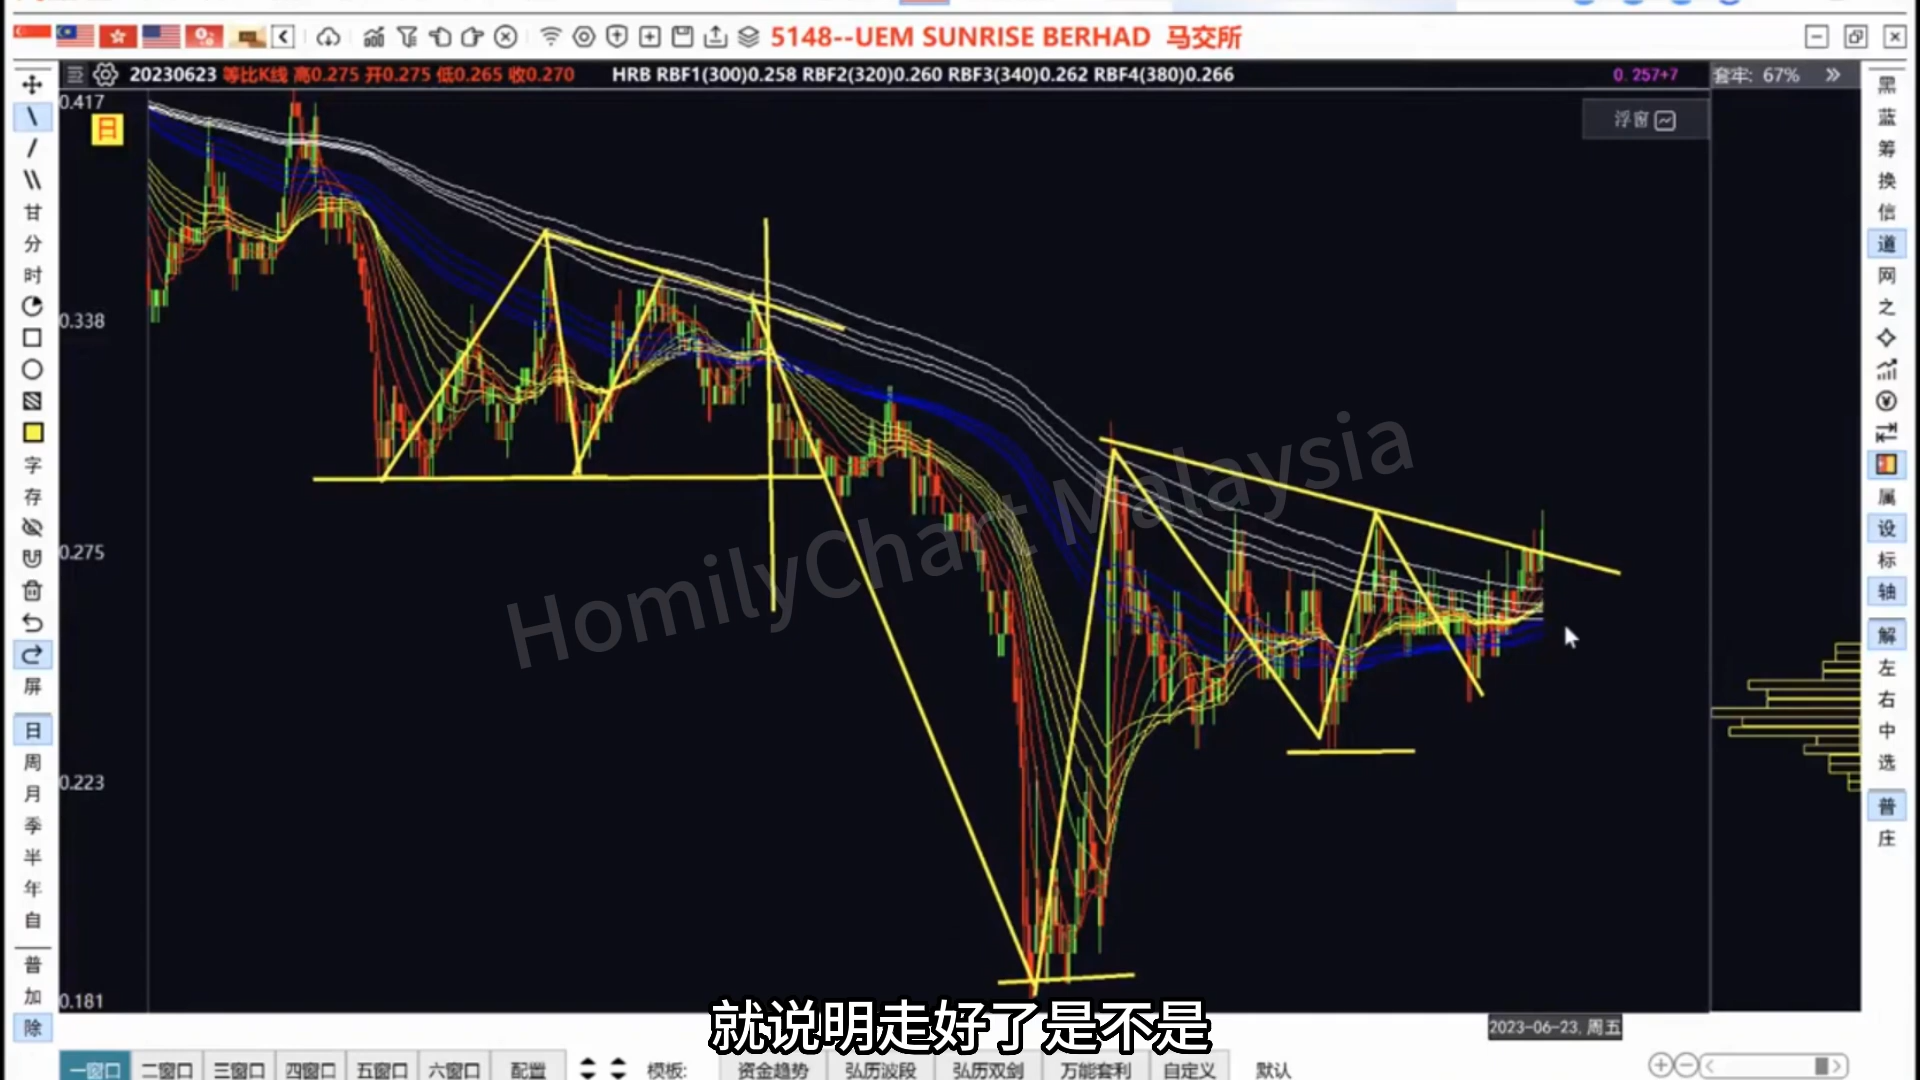 5148--UEM SUNRISE BERHAD 马交所
20230623 等比K线 高0.275 开0.275 低0.265 收0.270 HRB RBF1(300)0.258 RBF2(320)0.260 RBF3(340)0.262 RBF4(380)0.266 0.257+7 套牢: 67%
0.417
日
浮窗
0.338
0.275
0.223
0.181
HomilyChart Malaysia
甘
分
时
字
存
屏
日
周
月
季
半
年
自
普
加
除
黑
蓝
筹
换
信
道
网
之
属
设
标
轴
解
左
右
中
选
普
庄
就说明走好了是不是
2023-06-23, 周五
一窗口 二窗口 三窗口 四窗口 五窗口 六窗口 配置 模板: 资金趋势 弘历波段 弘历双剑 万能套利 自定义 默认